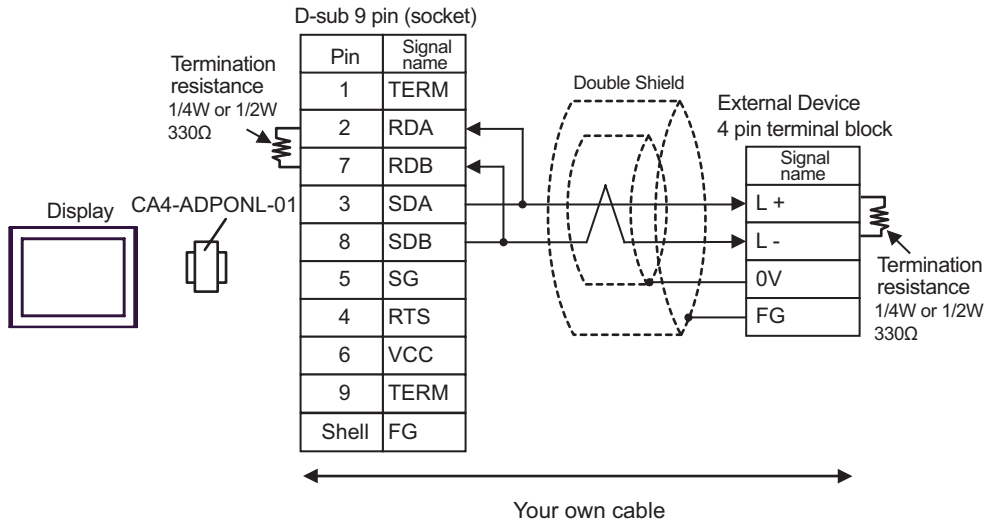 D-sub 9 pin (socket)
Pin Signal name
1 TERM
2 RDA
7 RDB
3 SDA
8 SDB
5 SG
4 RTS
6 VCC
9 TERM
Shell FG
Termination
resistance
1/4W or 1/2W
330Ω
Display
CA4-ADPONL-01
Double Shield
External Device
4 pin terminal block
Signal
name
L +
L -
0V
FG
Termination
resistance
1/4W or 1/2W
330Ω
Your own cable